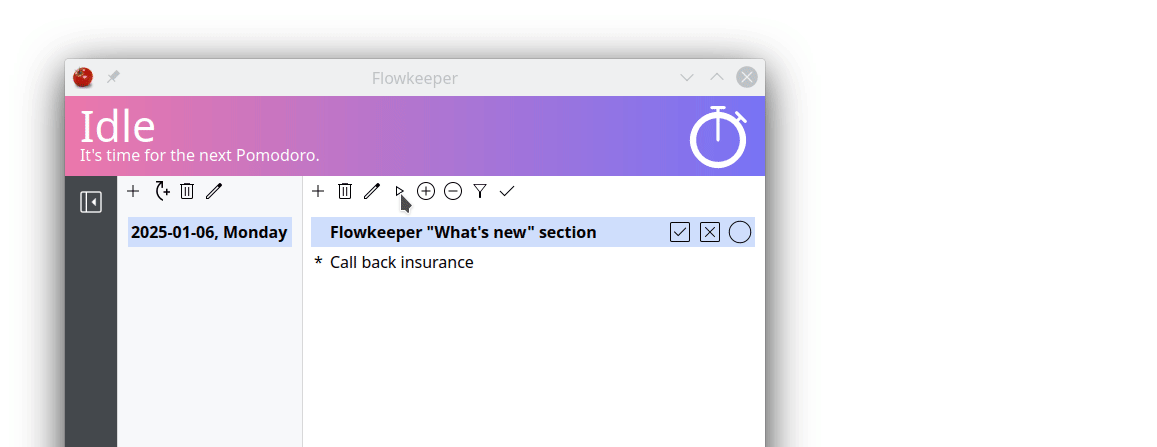 Flowkeeper
Idle
It's time for the next Pomodoro.
2025-01-06, Monday
Flowkeeper "What's new" section
* Call back insurance